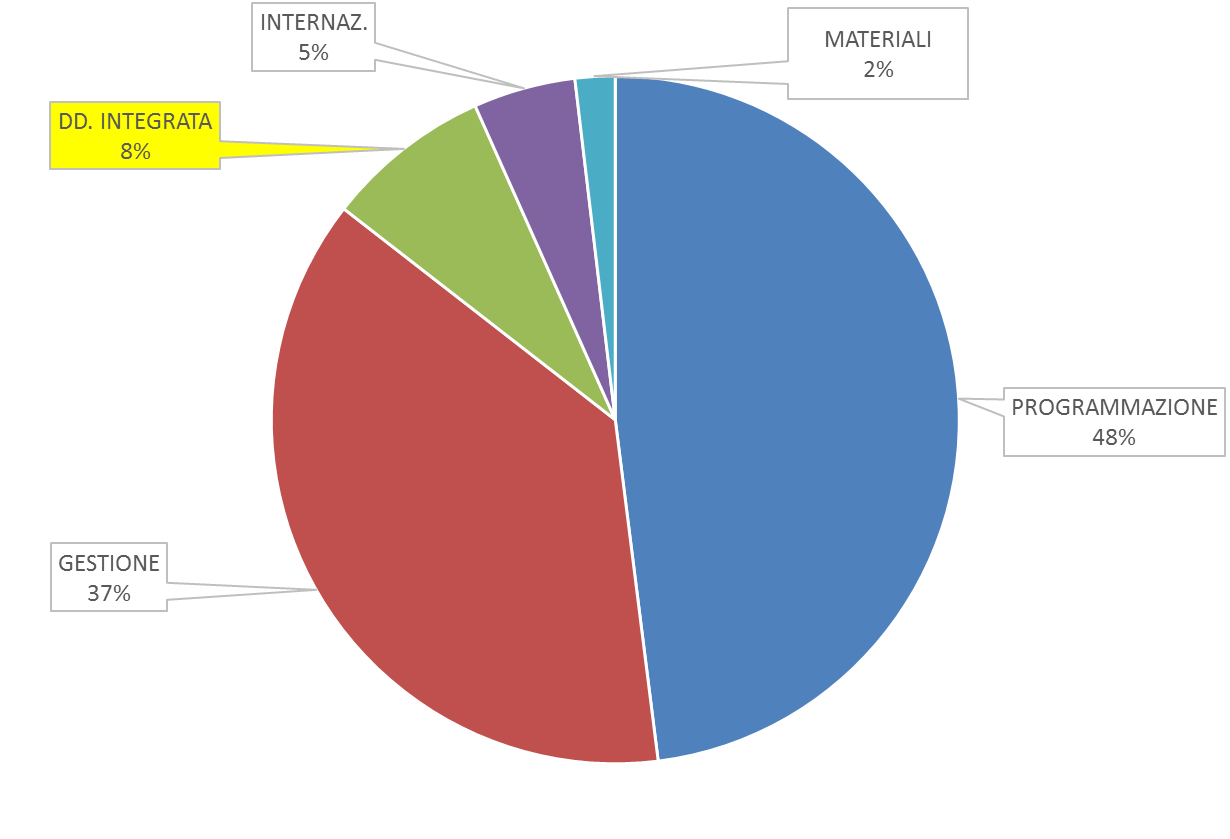 INTERNAZ.
5%
MATERIALI
2%
DD. INTEGRATA
8%
PROGRAMMAZIONE
48%
GESTIONE
37%